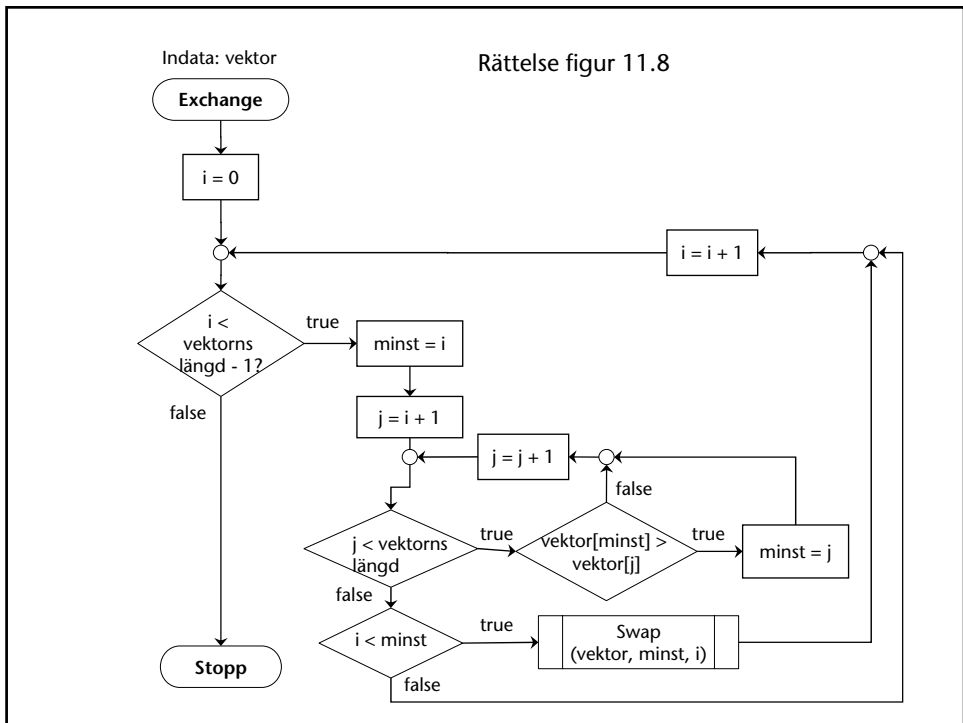 Indata: vektor
Rättelse figur 11.8
Exchange
i = 0
i = i + 1
i <
vektorns
längd - 1?
true
minst = i
false
j = i + 1
j = j + 1
false
j < vektorns
längd
true
vektor[minst] >
vektor[j]
true
minst = j
false
i < minst
true
Swap
(vektor, minst, i)
Stopp
false